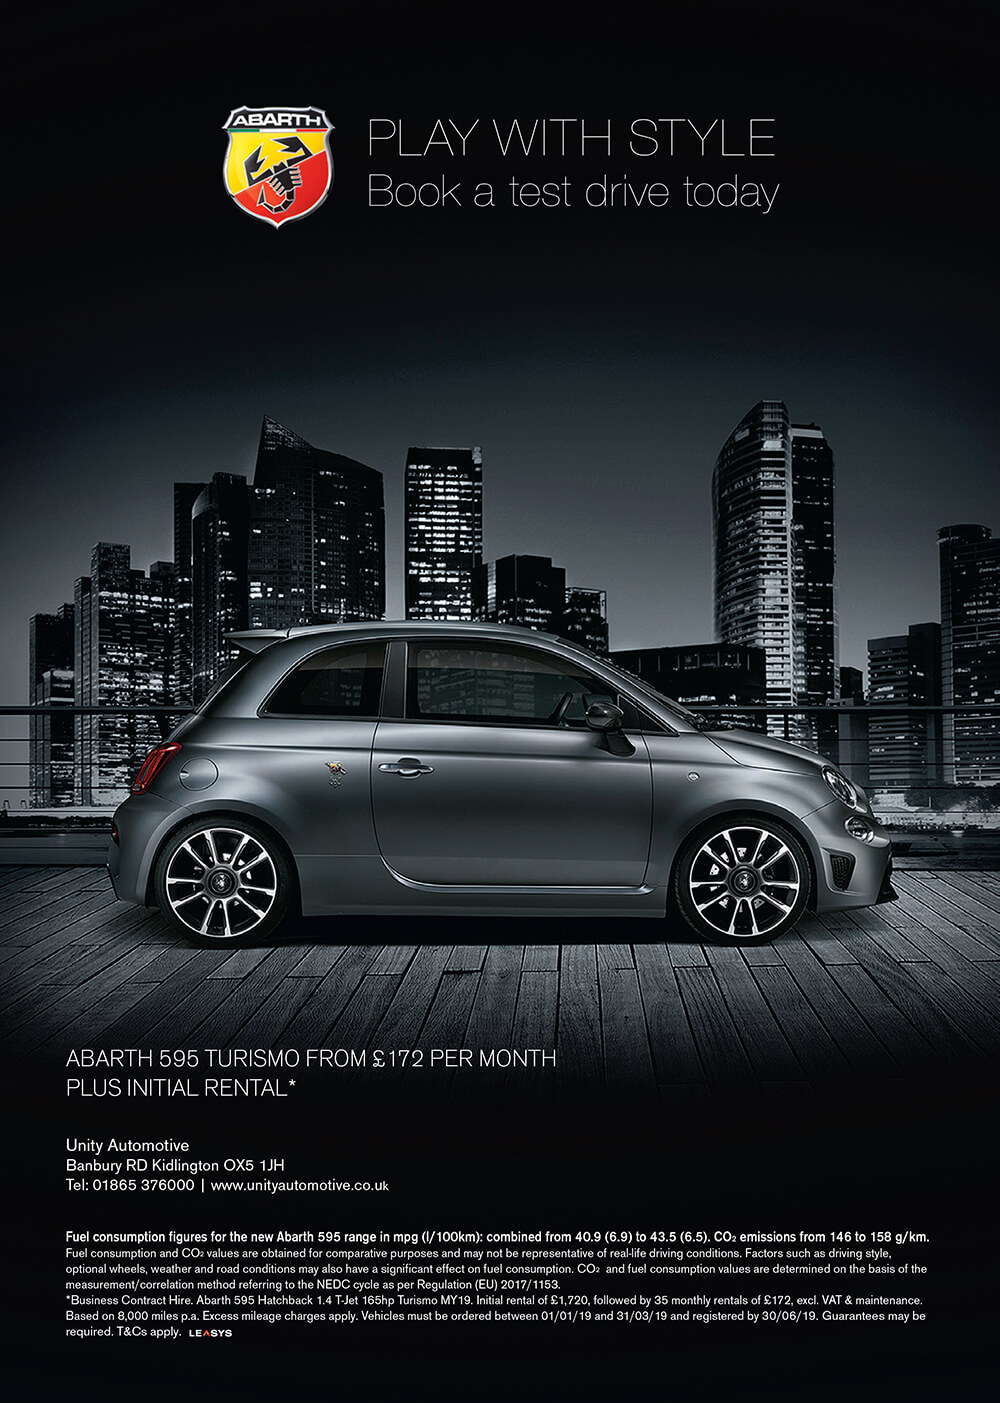 ABARTH
PLAY WITH STYLE
Book a test drive today
ABARTH 595 TURISMO FROM £172 PER MONTH
PLUS INITIAL RENTAL*
Unity Automotive
Banbury RD Kidlington OX5 1JH
Tel: 01865 376000 | www.unityautomotive.co.uk
Fuel consumption figures for the new Abarth 595 range in mpg (l/100km): combined from 40.9 (6.9) to 43.5 (6.5). CO₂ emissions from 146 to 158 g/km.
Fuel consumption and CO₂ values are obtained for comparative purposes and may not be representative of real-life driving conditions. Factors such as driving style,
optional wheels, weather and road conditions may also have a significant effect on fuel consumption. CO₂ and fuel consumption values are determined on the basis of the
measurement/correlation method referring to the NEDC cycle as per Regulation (EU) 2017/1153.
*Business Contract Hire. Abarth 595 Hatchback 1.4 T-Jet 165hp Turismo MY19. Initial rental of £1,720, followed by 35 monthly rentals of £172, excl. VAT & maintenance.
Based on 8,000 miles p.a. Excess mileage charges apply. Vehicles must be ordered between 01/01/19 and 31/03/19 and registered by 30/06/19. Guarantees may be
required. T&Cs apply. LEASYS